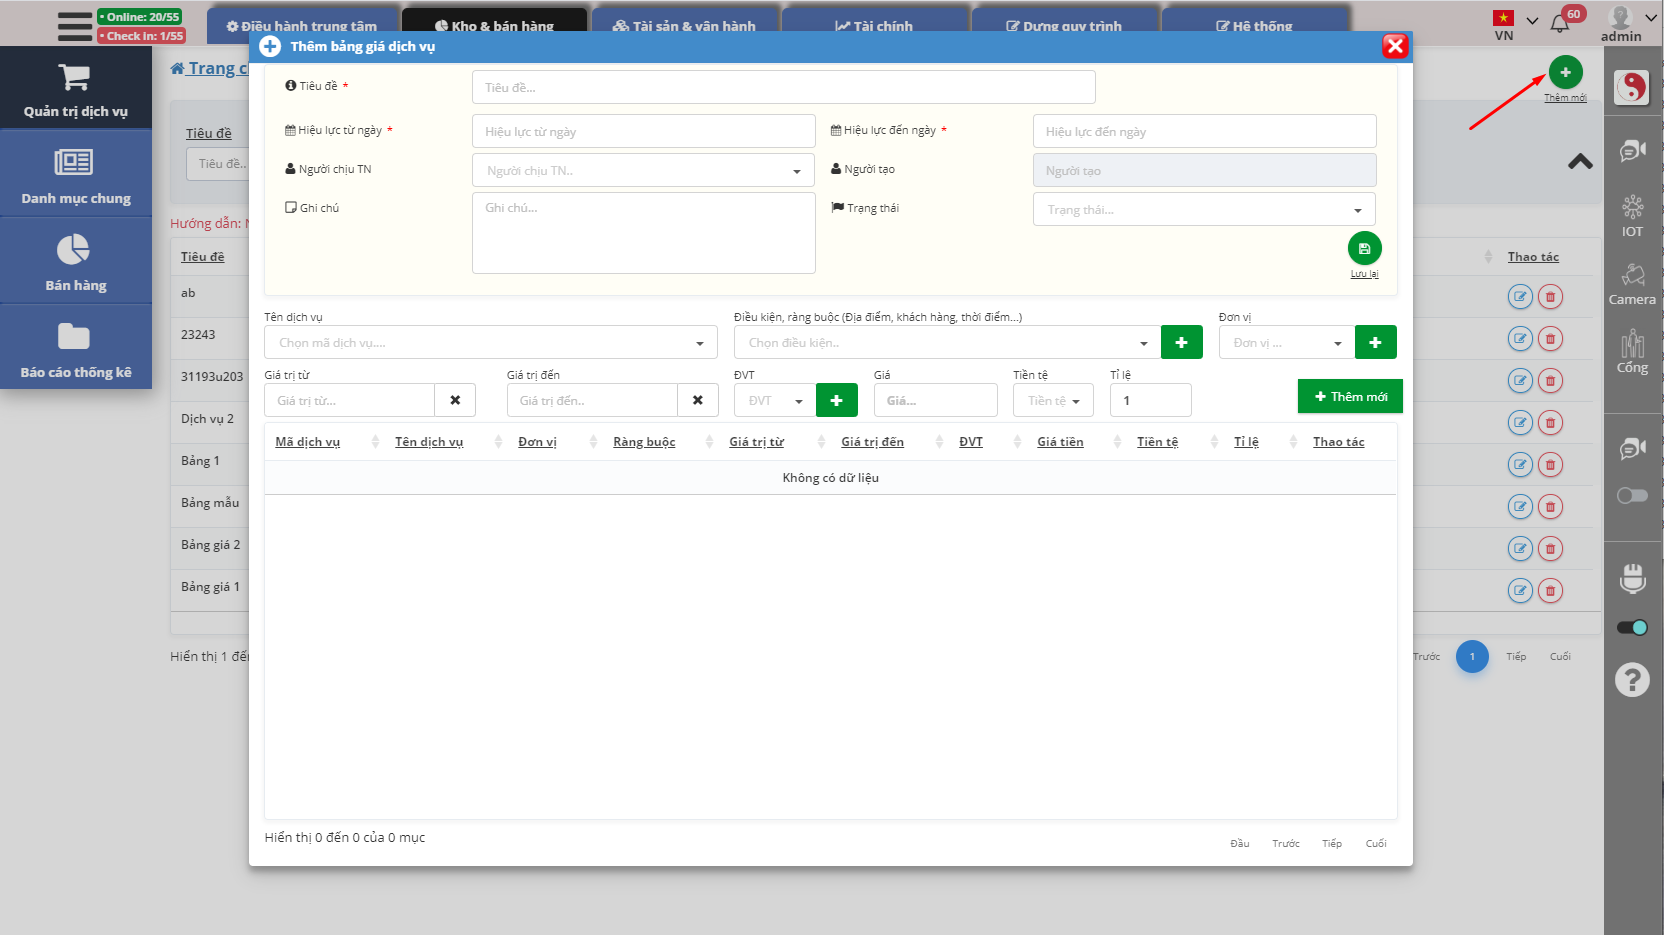 Online: 20/55
Check in: 1/55
Điều hành trung tâm
Kho & bán hàng
Tài sản & vận hành
Tài chính
Dựng quy trình
Hệ thống
VN
60
admin
Thêm bảng giá dịch vụ
Quản trị dịch vụ
Danh mục chung
Bán hàng
Báo cáo thống kê
Trang c
Thêm mới
Tiêu đề
Tiêu đề..
Hướng dẫn:
Tiêu đề
Thao tác
ab
23243
31193u203
Dịch vụ 2
Bảng 1
Bảng mẫu
Bảng giá 2
Bảng giá 1
Hiển thị 1 đến
Trước
1
Tiếp
Cuối
IOT
Camera
Cổng
Tiêu đề *
Tiêu đề...
Hiệu lực từ ngày *
Hiệu lực từ ngày
Hiệu lực đến ngày *
Hiệu lực đến ngày
Người chịu TN
Người chịu TN..
Người tạo
Người tạo
Ghi chú
Ghi chú...
Trạng thái
Trạng thái...
Lưu lại
Tên dịch vụ
Chọn mã dịch vụ....
Điều kiện, ràng buộc (Địa điểm, khách hàng, thời điểm...)
Chọn điều kiện..
Đơn vị
Đơn vị ...
Giá trị từ
Giá trị từ...
Giá trị đến
Giá trị đến..
ĐVT
ĐVT
Giá
Giá...
Tiền tệ
Tiền tệ
Tỉ lệ
1
Thêm mới
Mã dịch vụ
Tên dịch vụ
Đơn vị
Ràng buộc
Giá trị từ
Giá trị đến
ĐVT
Giá tiền
Tiền tệ
Tỉ lệ
Thao tác
Không có dữ liệu
Hiển thị 0 đến 0 của 0 mục
Đầu
Trước
Tiếp
Cuối